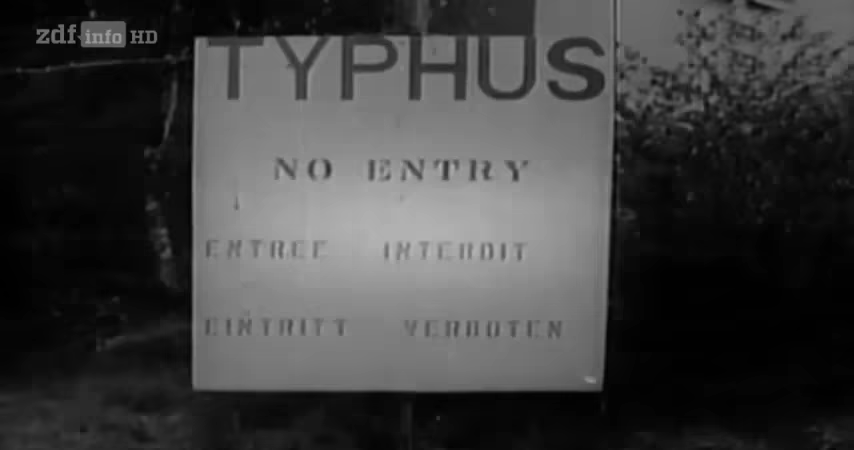 zdf info HD
TYPHUS
NO ENTRY
ENTREE INTERDIT
EINTRITT VERBOTEN